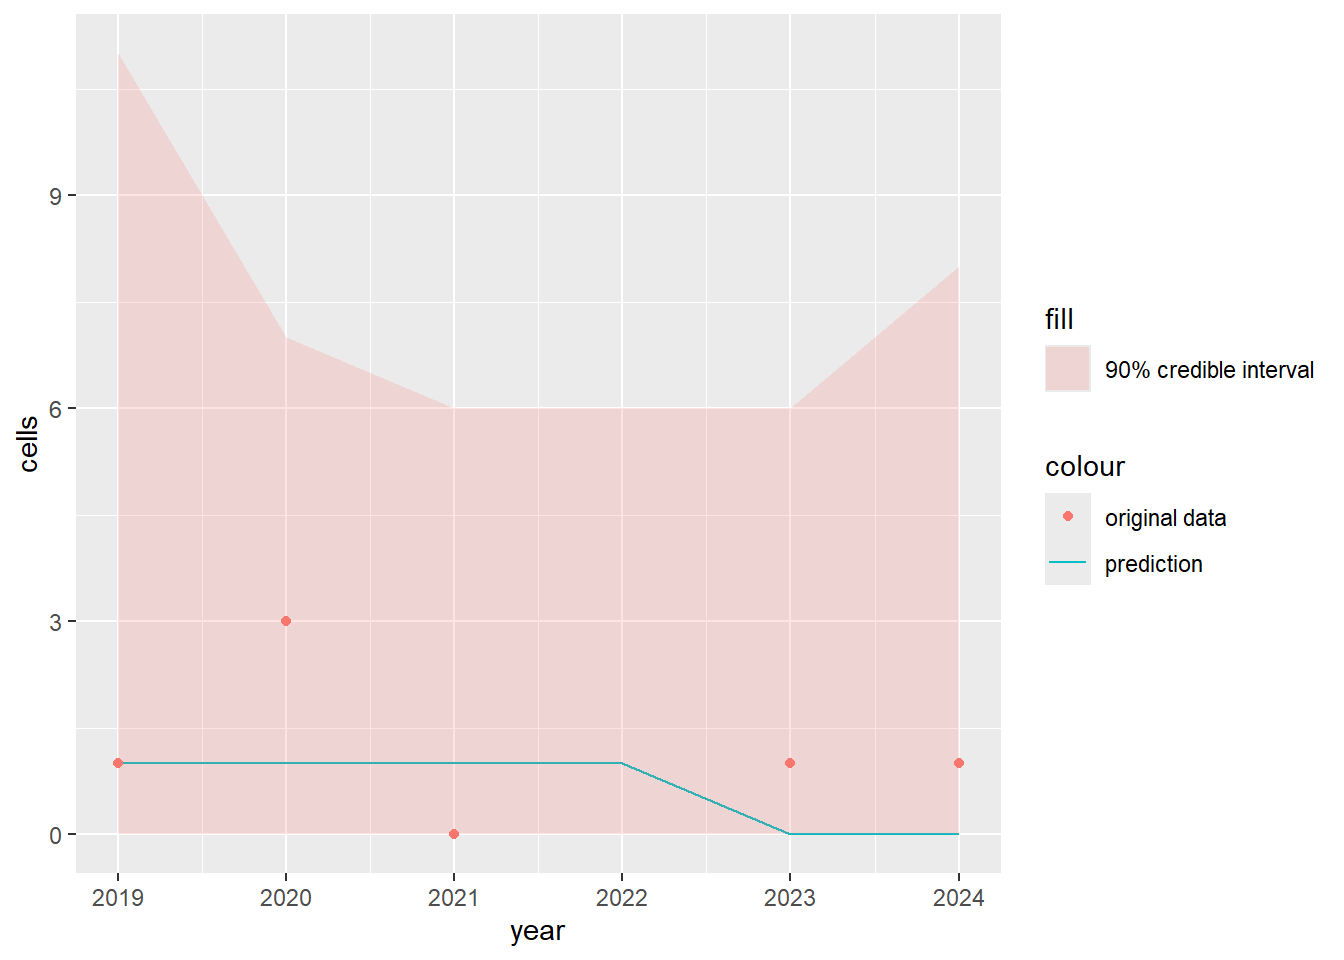 9
6
3
0
cells
2019 2020 2021 2022 2023 2024
year
fill
90% credible interval
colour
original data
prediction